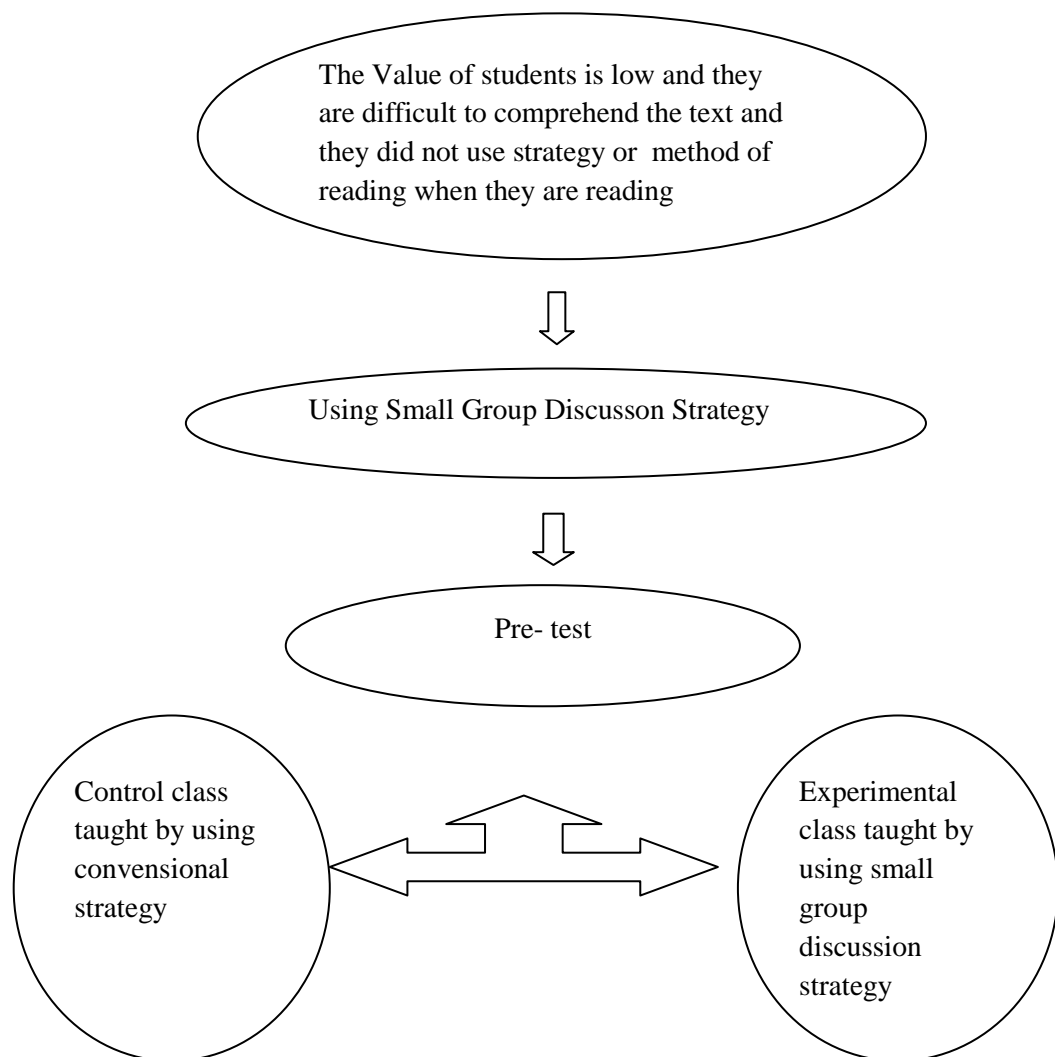 The Value of students is low and they
are difficult to comprehend the text and
they did not use strategy or  method of
reading when they are reading
Using Small Group Discusson Strategy
Pre- test
Control class
taught by using
convensional
strategy
Experimental
class taught by
using small
group
discussion
strategy